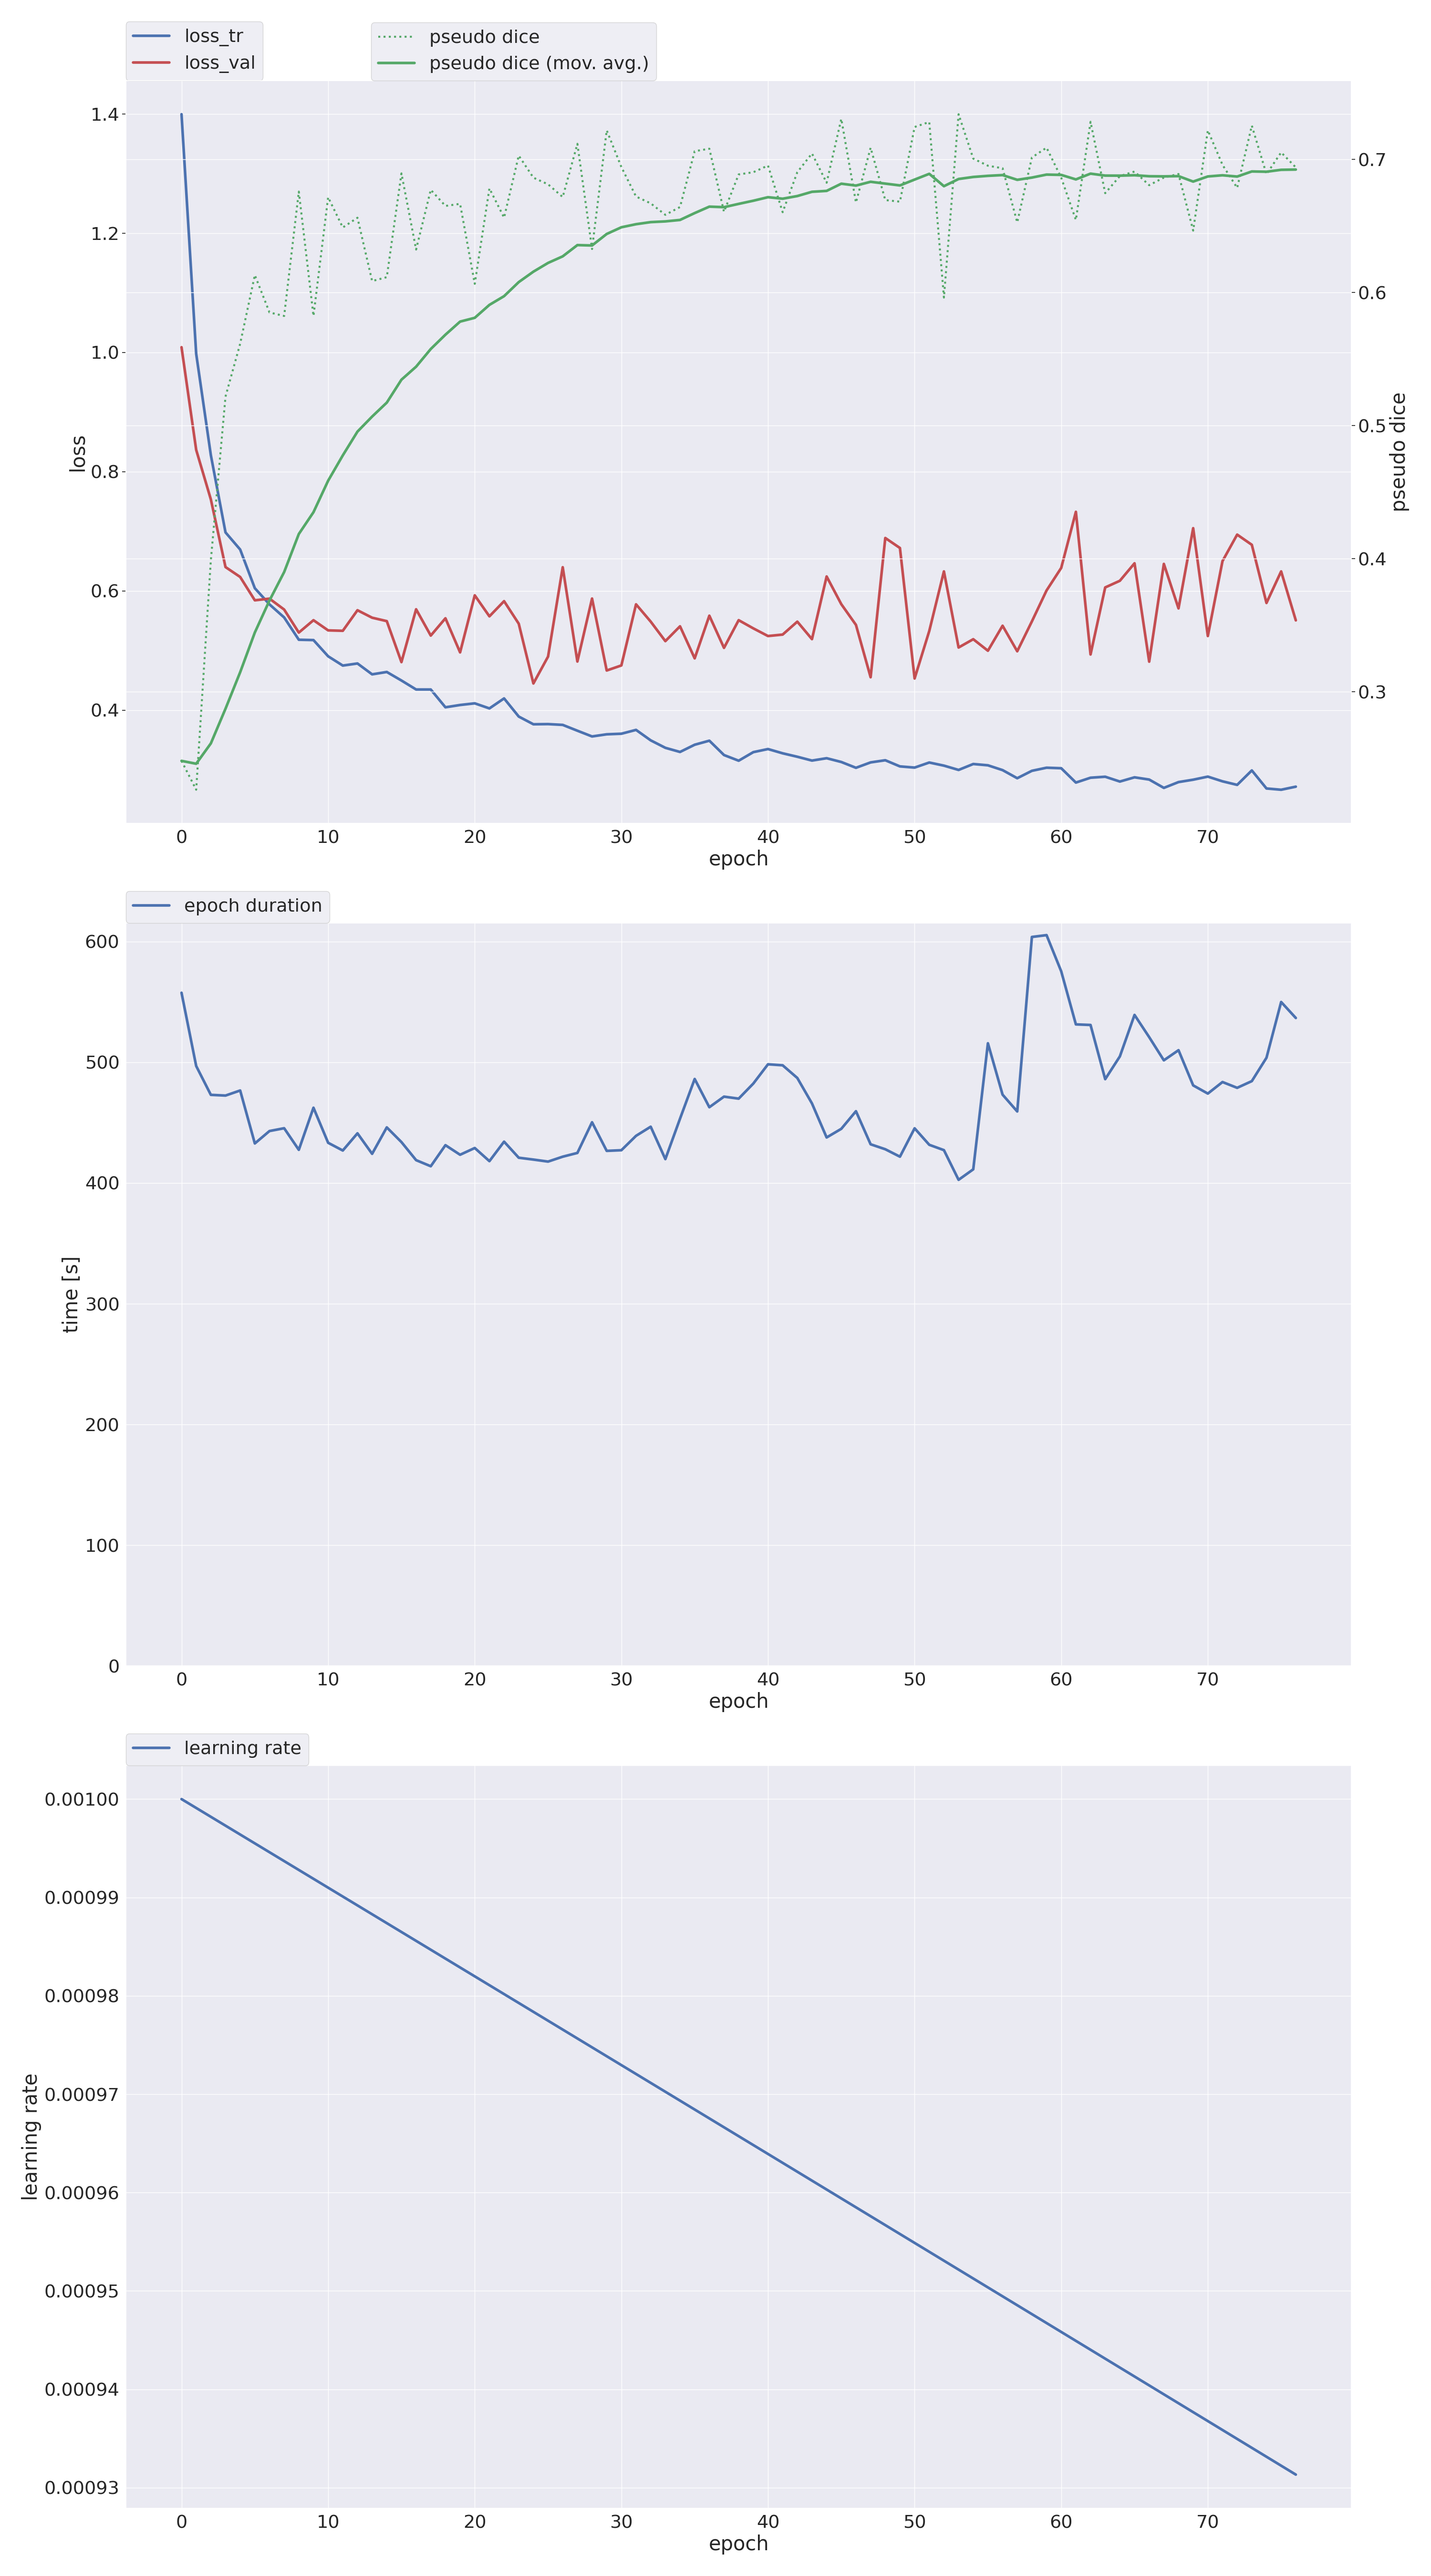 loss_tr
loss_val
pseudo dice
pseudo dice (mov. avg.)
1.4
1.2
1.0
0.8
0.6
0.4
loss
0.7
0.6
0.5
0.4
0.3
pseudo dice
0 10 20 30 40 50 60 70
epoch
epoch duration
600
500
400
300
200
100
0
time [s]
0 10 20 30 40 50 60 70
epoch
learning rate
0.00100
0.00099
0.00098
0.00097
0.00096
0.00095
0.00094
0.00093
learning rate
0 10 20 30 40 50 60 70
epoch